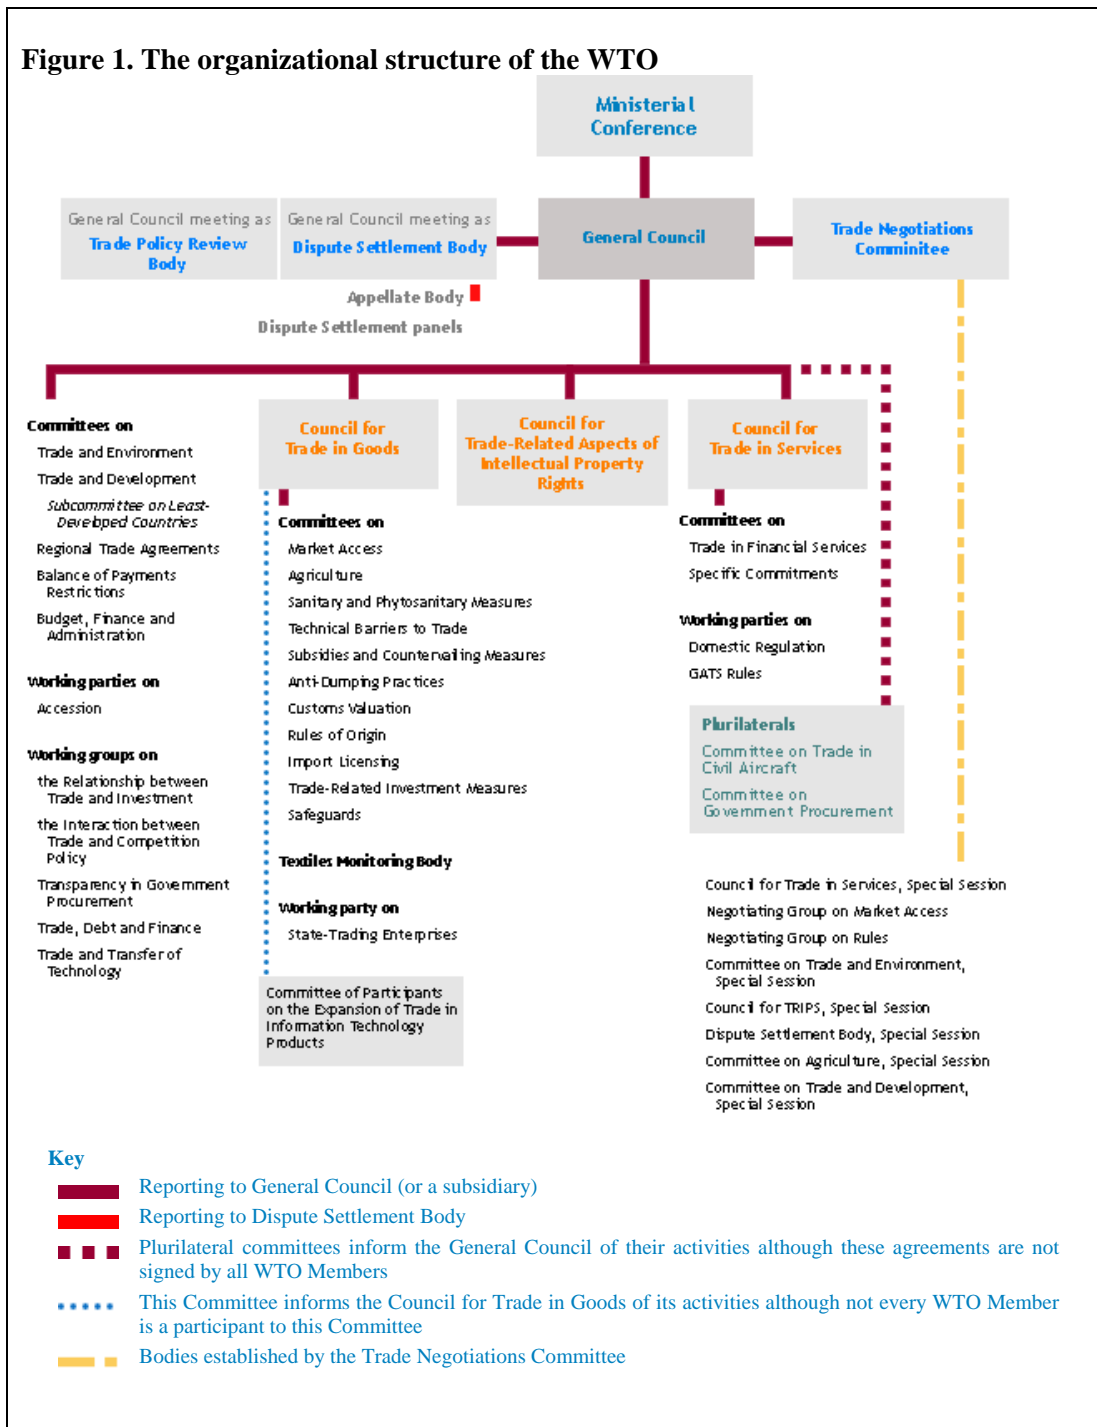 Figure 1. The organizational structure of the WTO
Ministerial
Conference
General Council meeting as
Trade Policy Review
Body
General Council meeting as
Dispute Settlement Body
General Council
Trade Negotiations
Comminitee
Appellate Body
Dispute Settlement panels
Committees on
Trade and Environment
Trade and Development
Subcommittee on Least-
Developed Countries
Regional Trade Agreements
Balance of Payments
Restrictions
Budget, Finance and
Administration
Working parties on
Accession
Working groups on
the Relationship between
Trade and Investment
the Interaction between
Trade and Competition
Policy
Transparency in Government
Procurement
Trade, Debt and Finance
Trade and Transfer of
Technology
Council for
Trade in Goods
Committees on
Market Access
Agriculture
Sanitary and Phytosanitary Measures
Technical Barriers to Trade
Subsidies and Countervailing Measures
Anti-Dumping Practices
Customs Valuation
Rules of Origin
Import Licensing
Trade-Related Investment Measures
Safeguards
Textiles Monitoring Body
Working party on
State-Trading Enterprises
Committee of Participants
on the Expansion of Trade in
Information Technology
Products
Council for
Trade-Related Aspects of
Intellectual Property
Rights
Council for
Trade in Services
Committees on
Trade in Financial Services
Specific Commitments
Working parties on
Domestic Regulation
GATS Rules
Plurilaterals
Committee on Trade in
Civil Aircraft
Committee on
Government Procurement
Council for Trade in Services, Special Session
Negotiating Group on Market Access
Negotiating Group on Rules
Committee on Trade and Environment,
Special Session
Council for TRIPS, Special Session
Dispute Settlement Body, Special Session
Committee on Agriculture, Special Session
Committee on Trade and Development,
Special Session
Key
Reporting to General Council (or a subsidiary)
Reporting to Dispute Settlement Body
Plurilateral committees inform the General Council of their activities although these agreements are not
signed by all WTO Members
This Committee informs the Council for Trade in Goods of its activities although not every WTO Member
is a participant to this Committee
Bodies established by the Trade Negotiations Committee